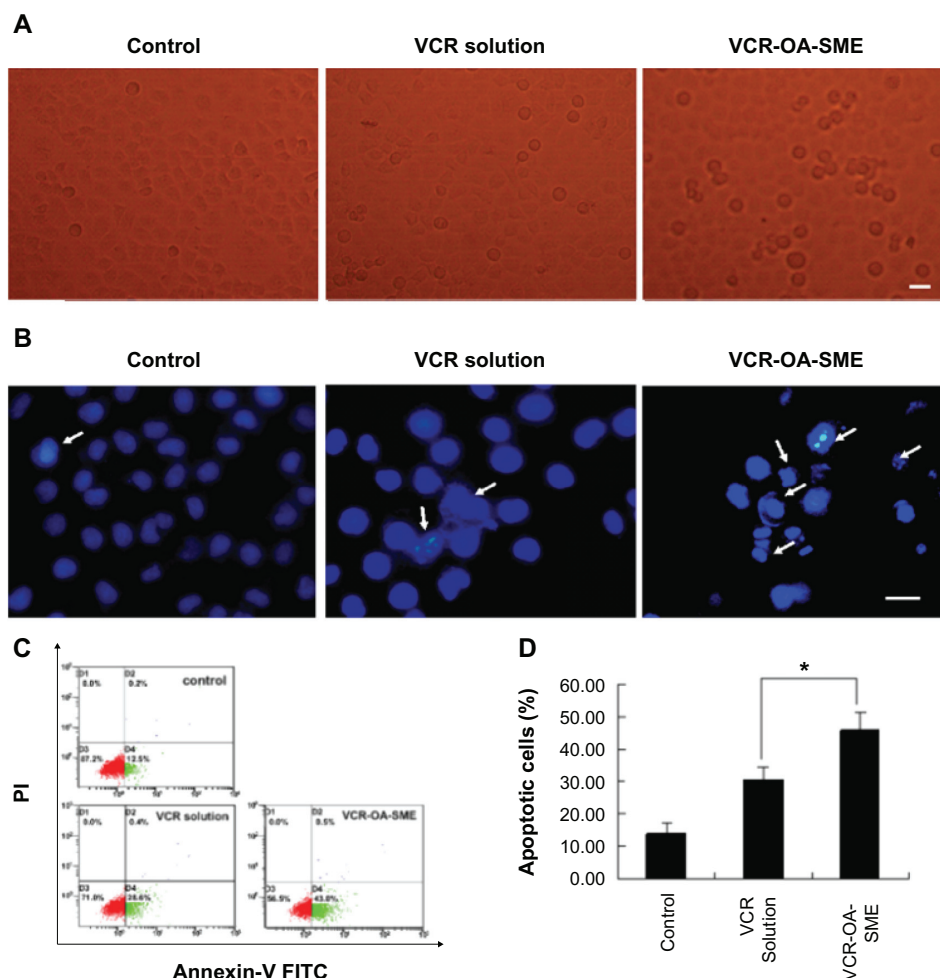 A
Control
VCR solution
VCR-OA-SME
B
Control
VCR solution
VCR-OA-SME
C
PI
D1
0.0%
D2
0.2%
control
D3
87.2%
D4
12.5%
D1
0.0%
D2
0.4%
VCR solution
D3
71.0%
D4
28.6%
D1
0.0%
D2
0.5%
VCR-OA-SME
D3
56.5%
D4
43.0%
Annexin-V FITC
D
*
Apoptotic cells (%)
60.00
50.00
40.00
30.00
20.00
10.00
0.00
Control
VCR
Solution
VCR-OA-
SME